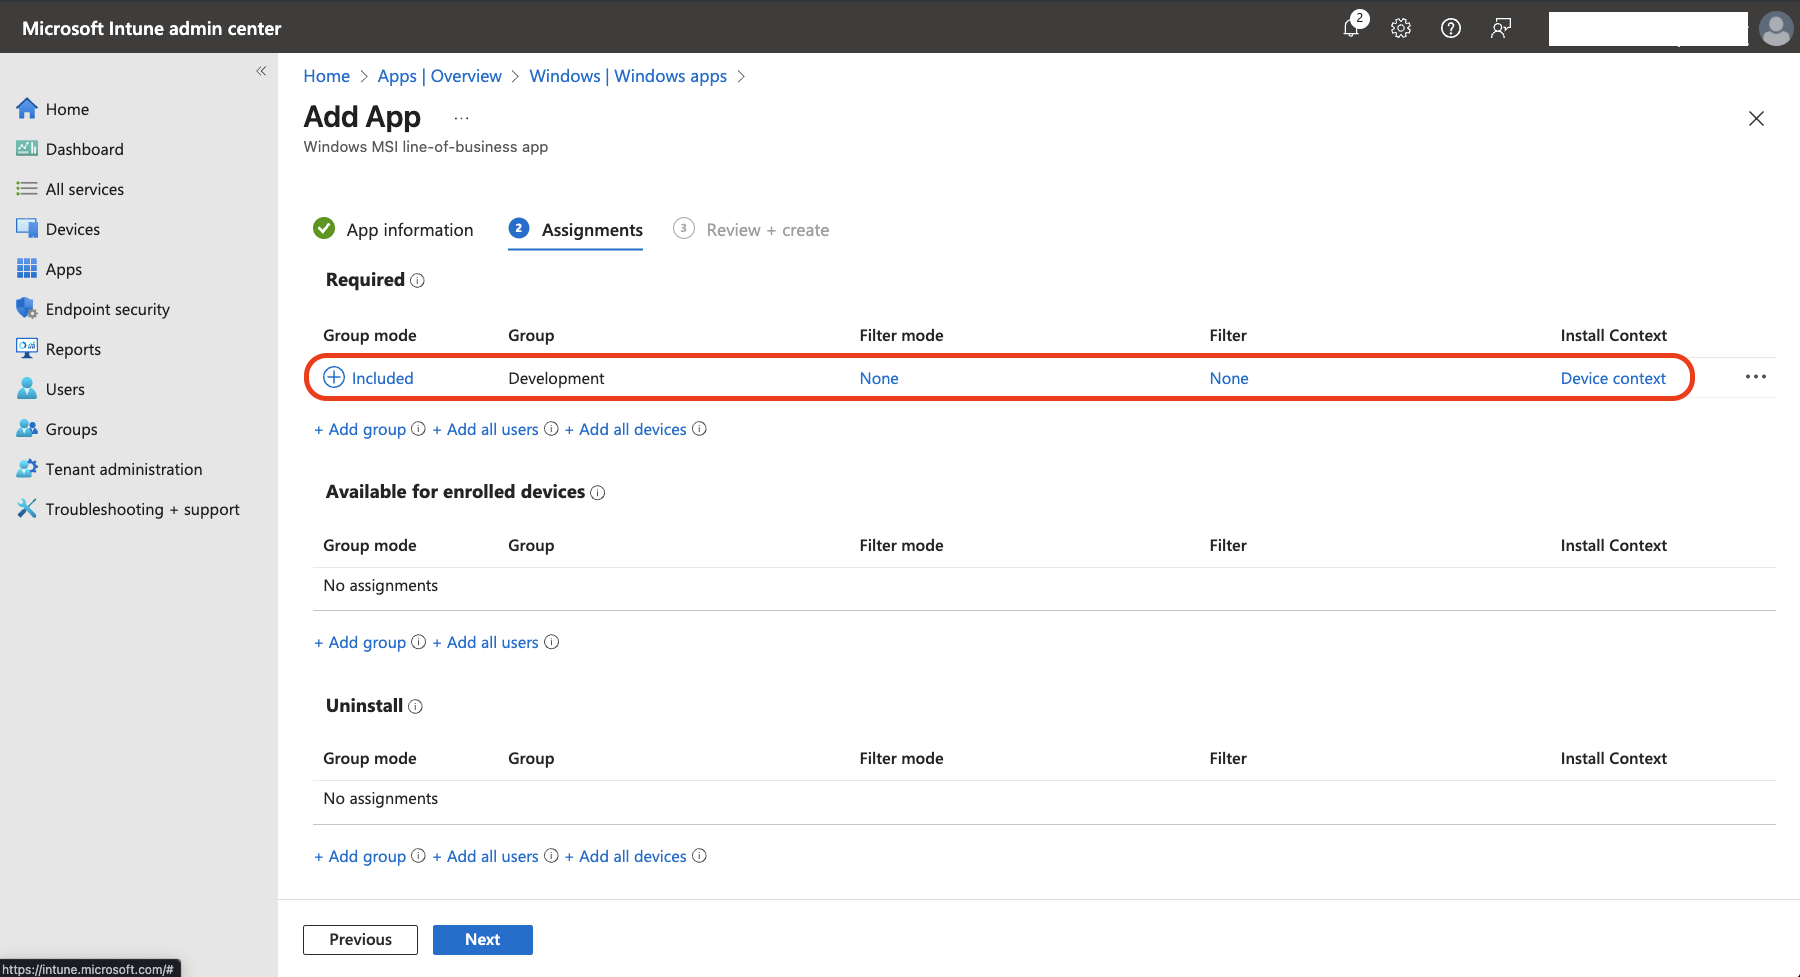 Microsoft Intune admin center
2
Home
Dashboard
All services
Devices
Apps
Endpoint security
Reports
Users
Groups
Tenant administration
Troubleshooting + support
Home > Apps | Overview > Windows | Windows apps >
Add App ...
Windows MSI line-of-business app
App information 2 Assignments 3 Review + create
Required
Group mode Group Filter mode Filter Install Context
Included Development None None Device context ...
+ Add group + Add all users + Add all devices
Available for enrolled devices
Group mode Group Filter mode Filter Install Context
No assignments
+ Add group + Add all users
Uninstall
Group mode Group Filter mode Filter Install Context
No assignments
+ Add group + Add all users + Add all devices
Previous Next
https://intune.microsoft.com/#